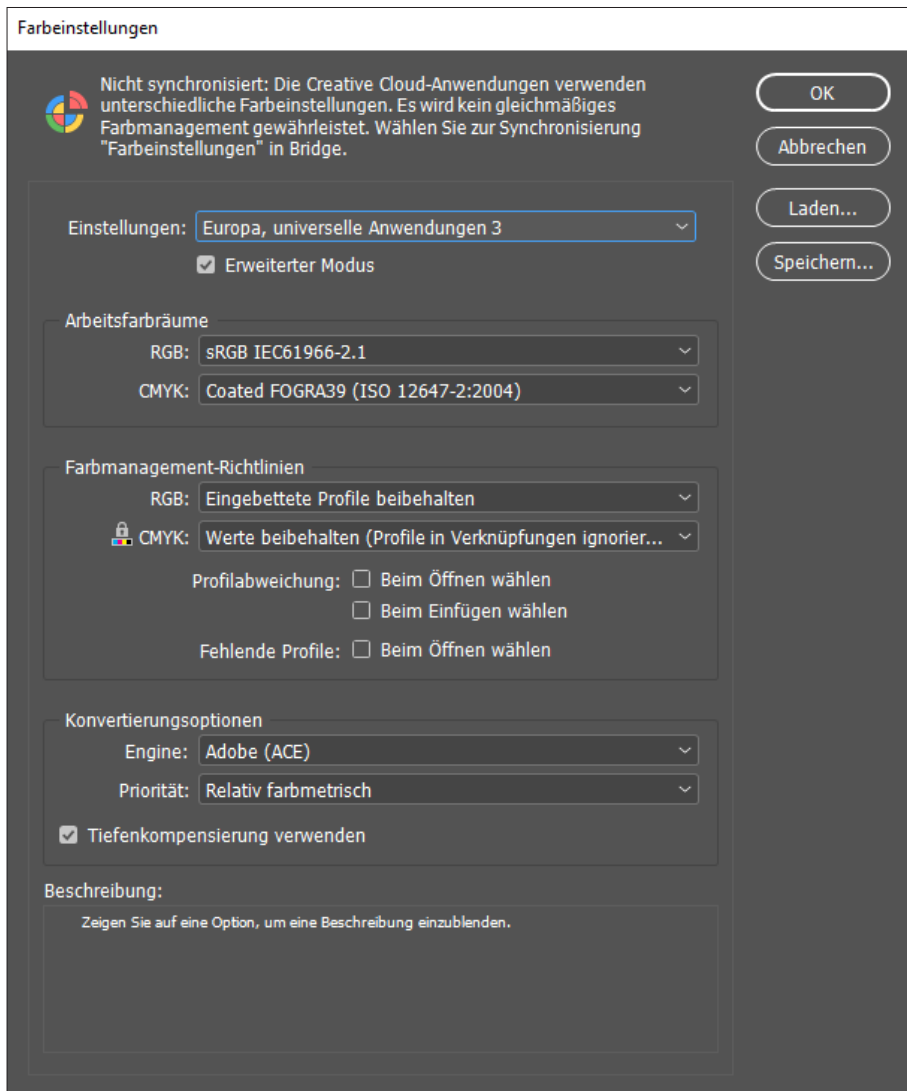 Farbeinstellungen
Nicht synchronisiert: Die Creative Cloud-Anwendungen verwenden
unterschiedliche Farbeinstellungen. Es wird kein gleichmäßiges
Farbmanagement gewährleistet. Wählen Sie zur Synchronisierung
"Farbeinstellungen" in Bridge.
OK
Abbrechen
Laden...
Speichern...
Einstellungen: Europa, universelle Anwendungen 3
Erweiterter Modus
Arbeitsfarbräume
RGB: sRGB IEC61966-2.1
CMYK: Coated FOGRA39 (ISO 12647-2:2004)
Farbmanagement-Richtlinien
RGB: Eingebettete Profile beibehalten
CMYK: Werte beibehalten (Profile in Verknüpfungen ignorier...
Profilabweichung: Beim Öffnen wählen
Beim Einfügen wählen
Fehlende Profile: Beim Öffnen wählen
Konvertierungsoptionen
Engine: Adobe (ACE)
Priorität: Relativ farbmetrisch
Tiefenkompensierung verwenden
Beschreibung:
Zeigen Sie auf eine Option, um eine Beschreibung einzublenden.